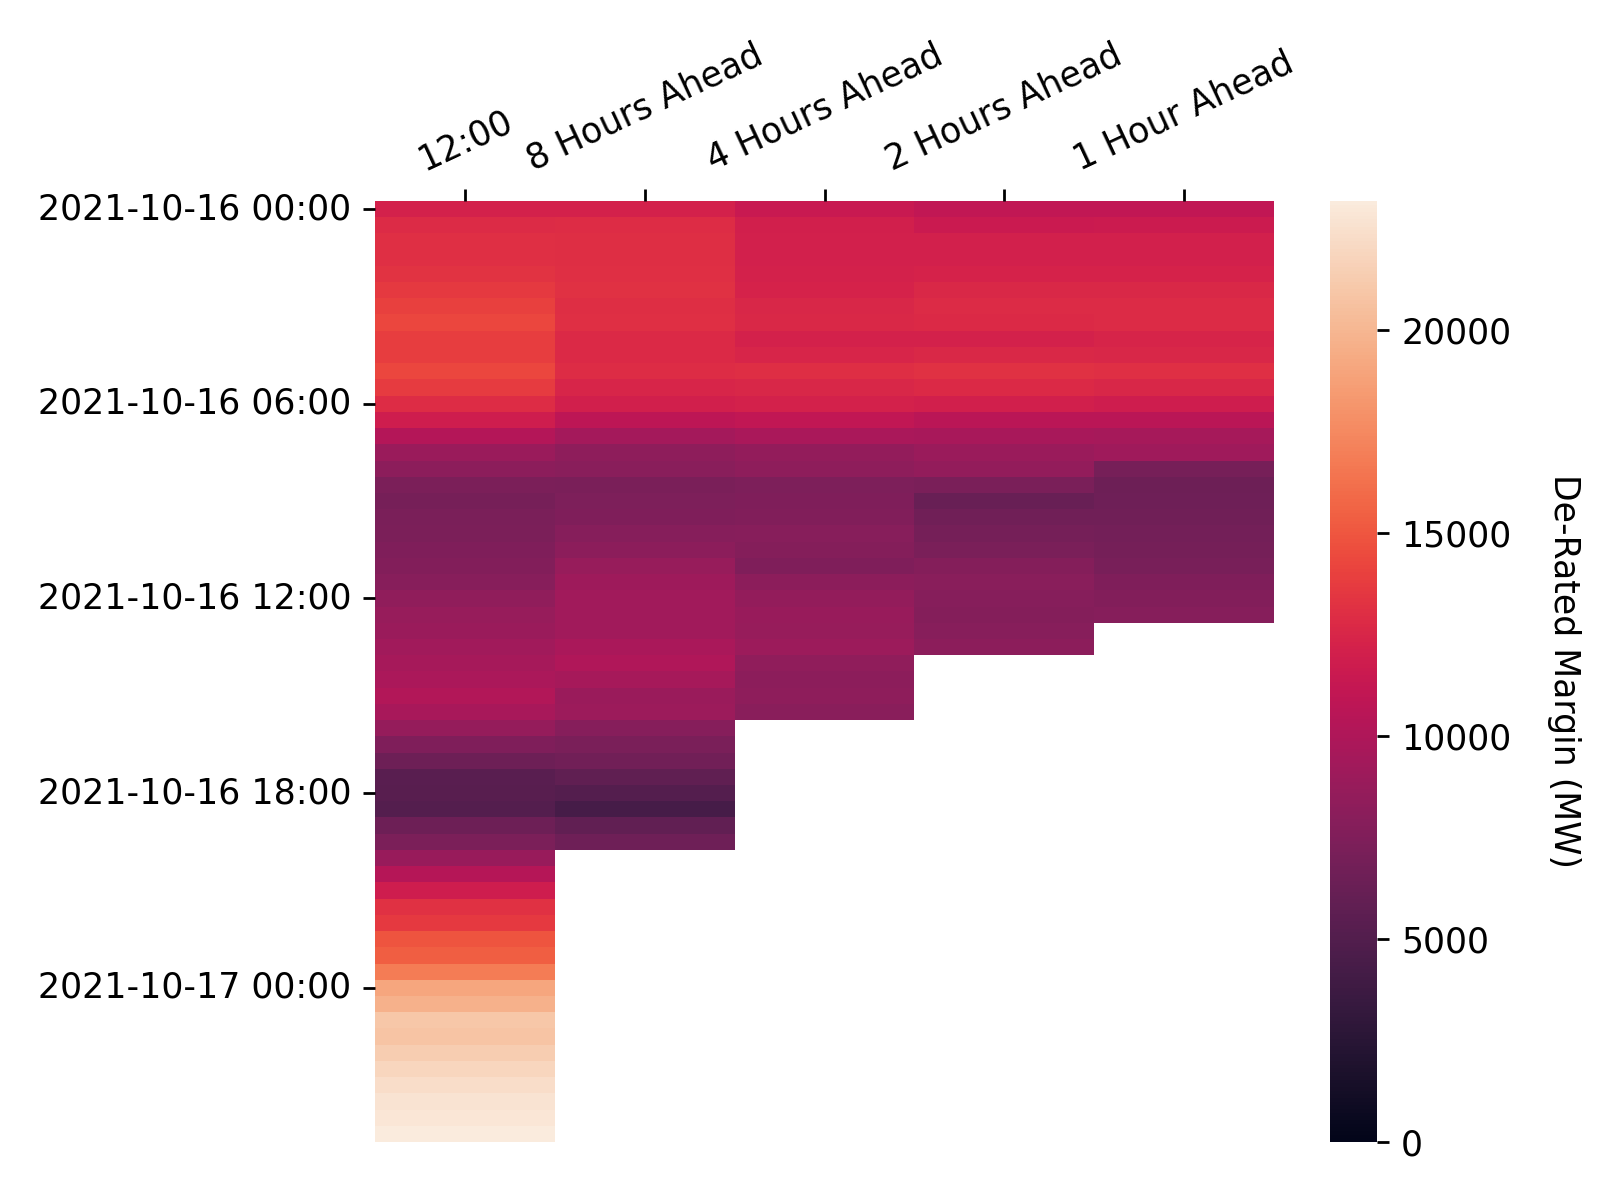 12:00
8 Hours Ahead
4 Hours Ahead
2 Hours Ahead
1 Hour Ahead
2021-10-16 00:00
2021-10-16 06:00
2021-10-16 12:00
2021-10-16 18:00
2021-10-17 00:00
20000
15000
10000
5000
0
De-Rated Margin (MW)